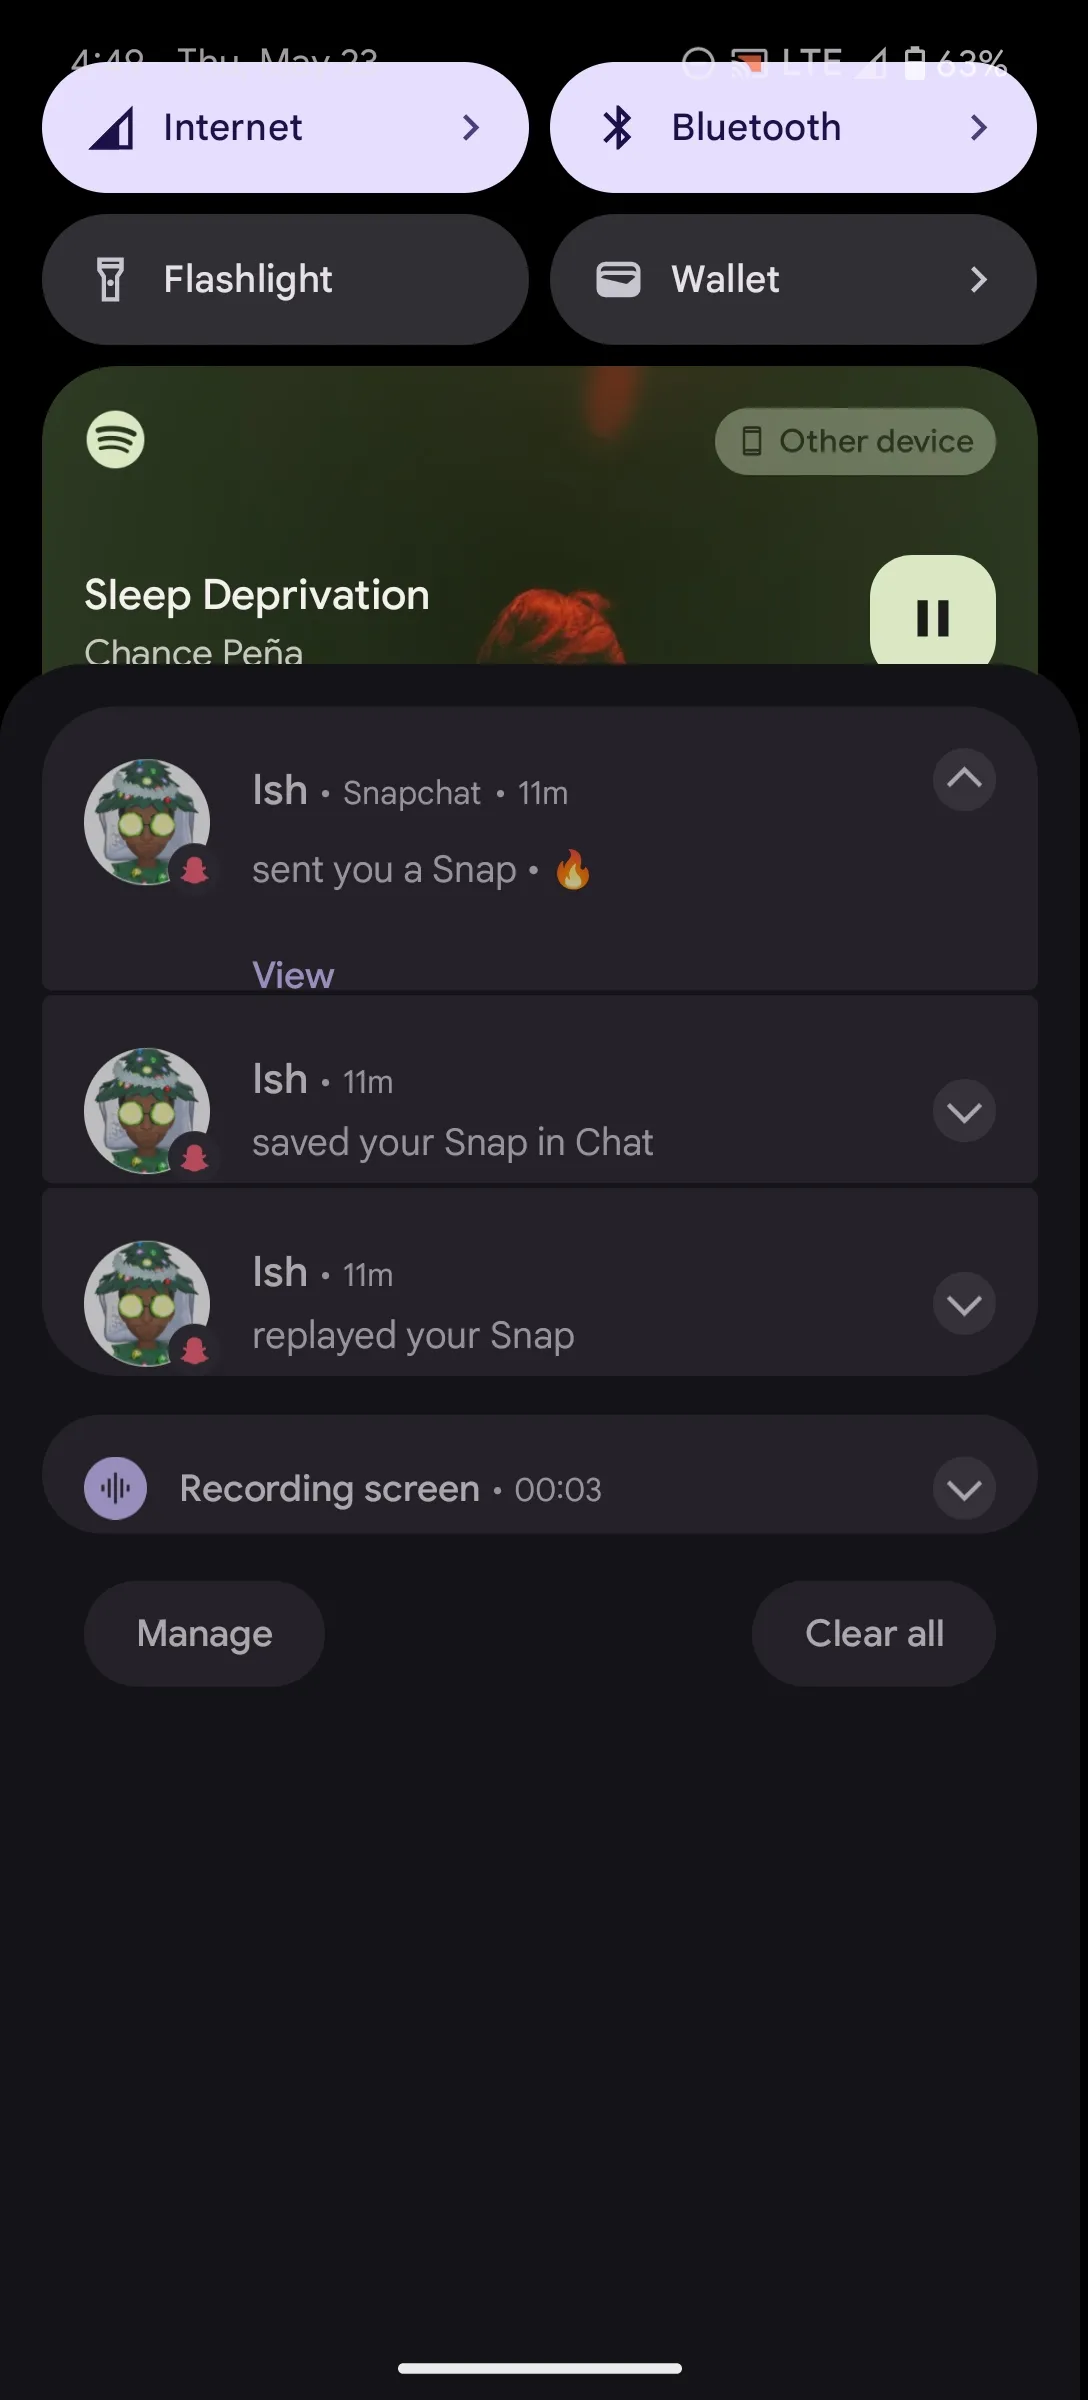 4:49 Thu, May 23 LTE 63%
Internet Bluetooth
Flashlight Wallet
Other device
Sleep Deprivation
Chance Peña
Ish • Snapchat • 11m
sent you a Snap • 🔥
View
Ish • 11m
saved your Snap in Chat
Ish • 11m
replayed your Snap
Recording screen • 00:03
Manage Clear all